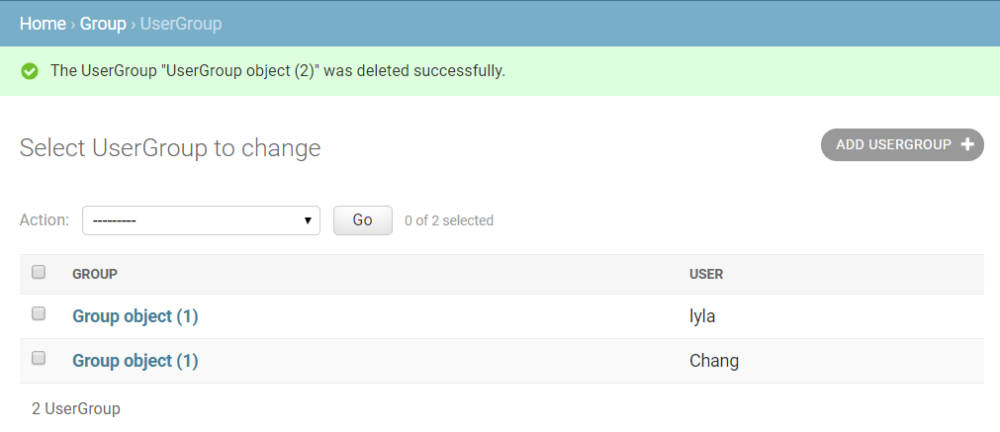 Home › Group › UserGroup
The UserGroup "UserGroup object (2)" was deleted successfully.
Select UserGroup to change
ADD USERGROUP +
Action: --------- Go 0 of 2 selected
GROUP USER
Group object (1) lyla
Group object (1) Chang
2 UserGroup